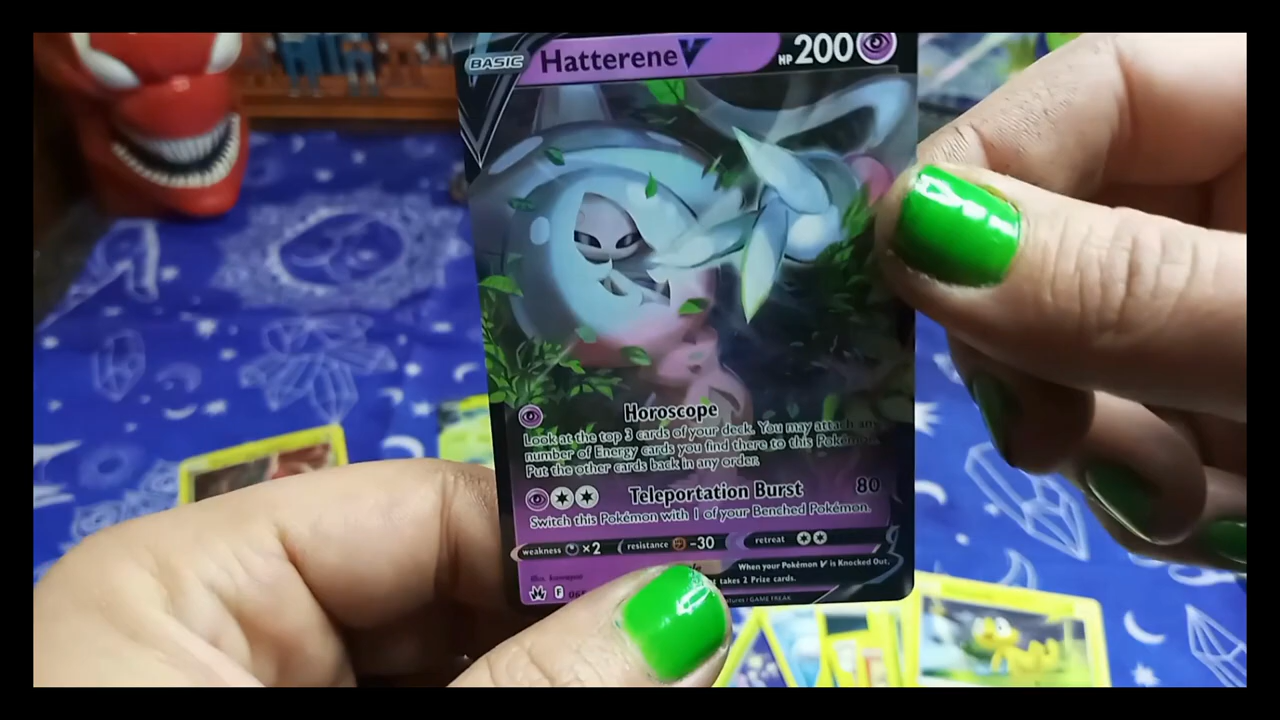 BASIC Hatterene V HP 200
Horoscope
Look at the top 3 cards of your deck. You may attach any
number of Energy cards you find there to this Pokémon.
Put the other cards back in any order.
Teleportation Burst 80
Switch this Pokémon with 1 of your Benched Pokémon.
weakness ×2 resistance -30 retreat
When your Pokémon V is Knocked Out,
takes 2 Prize cards.
Illus.
F
GAME FREAK